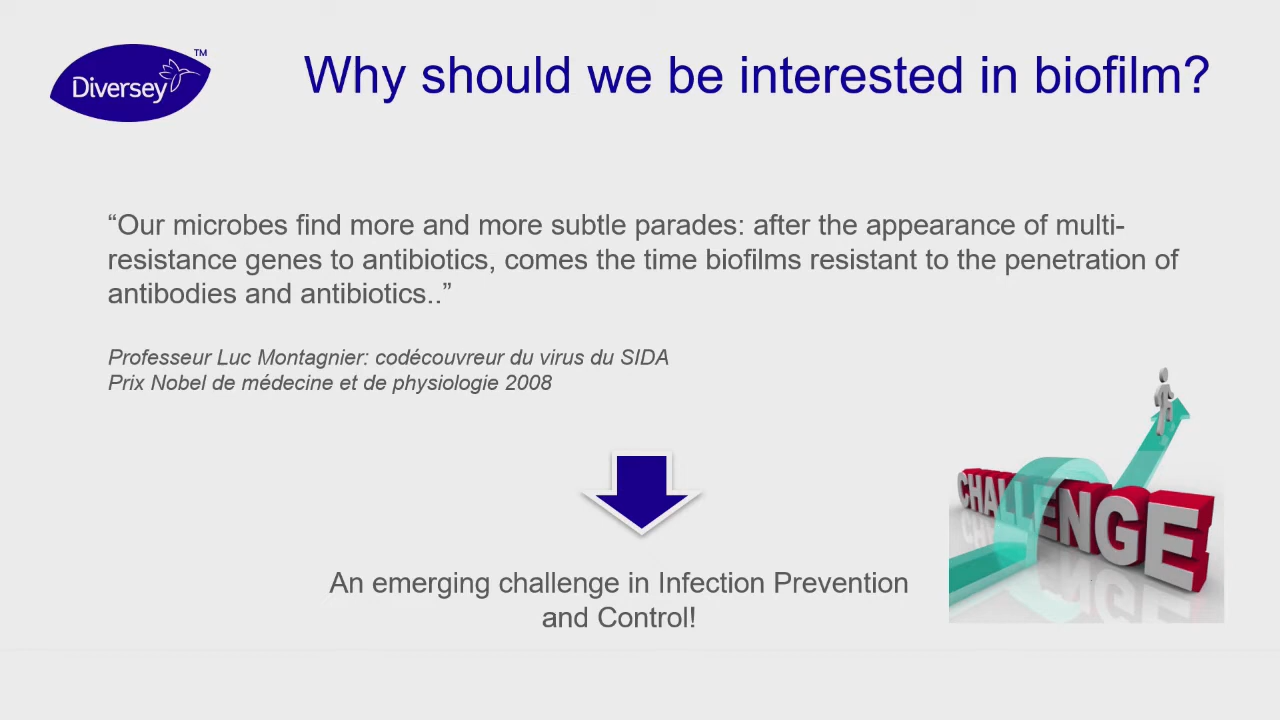 Diversey™
Why should we be interested in biofilm?
“Our microbes find more and more subtle parades: after the appearance of multi-
resistance genes to antibiotics, comes the time biofilms resistant to the penetration of
antibodies and antibiotics..”
Professeur Luc Montagnier: codécouvreur du virus du SIDA
Prix Nobel de médecine et de physiologie 2008
CHALLENGE
An emerging challenge in Infection Prevention
and Control!